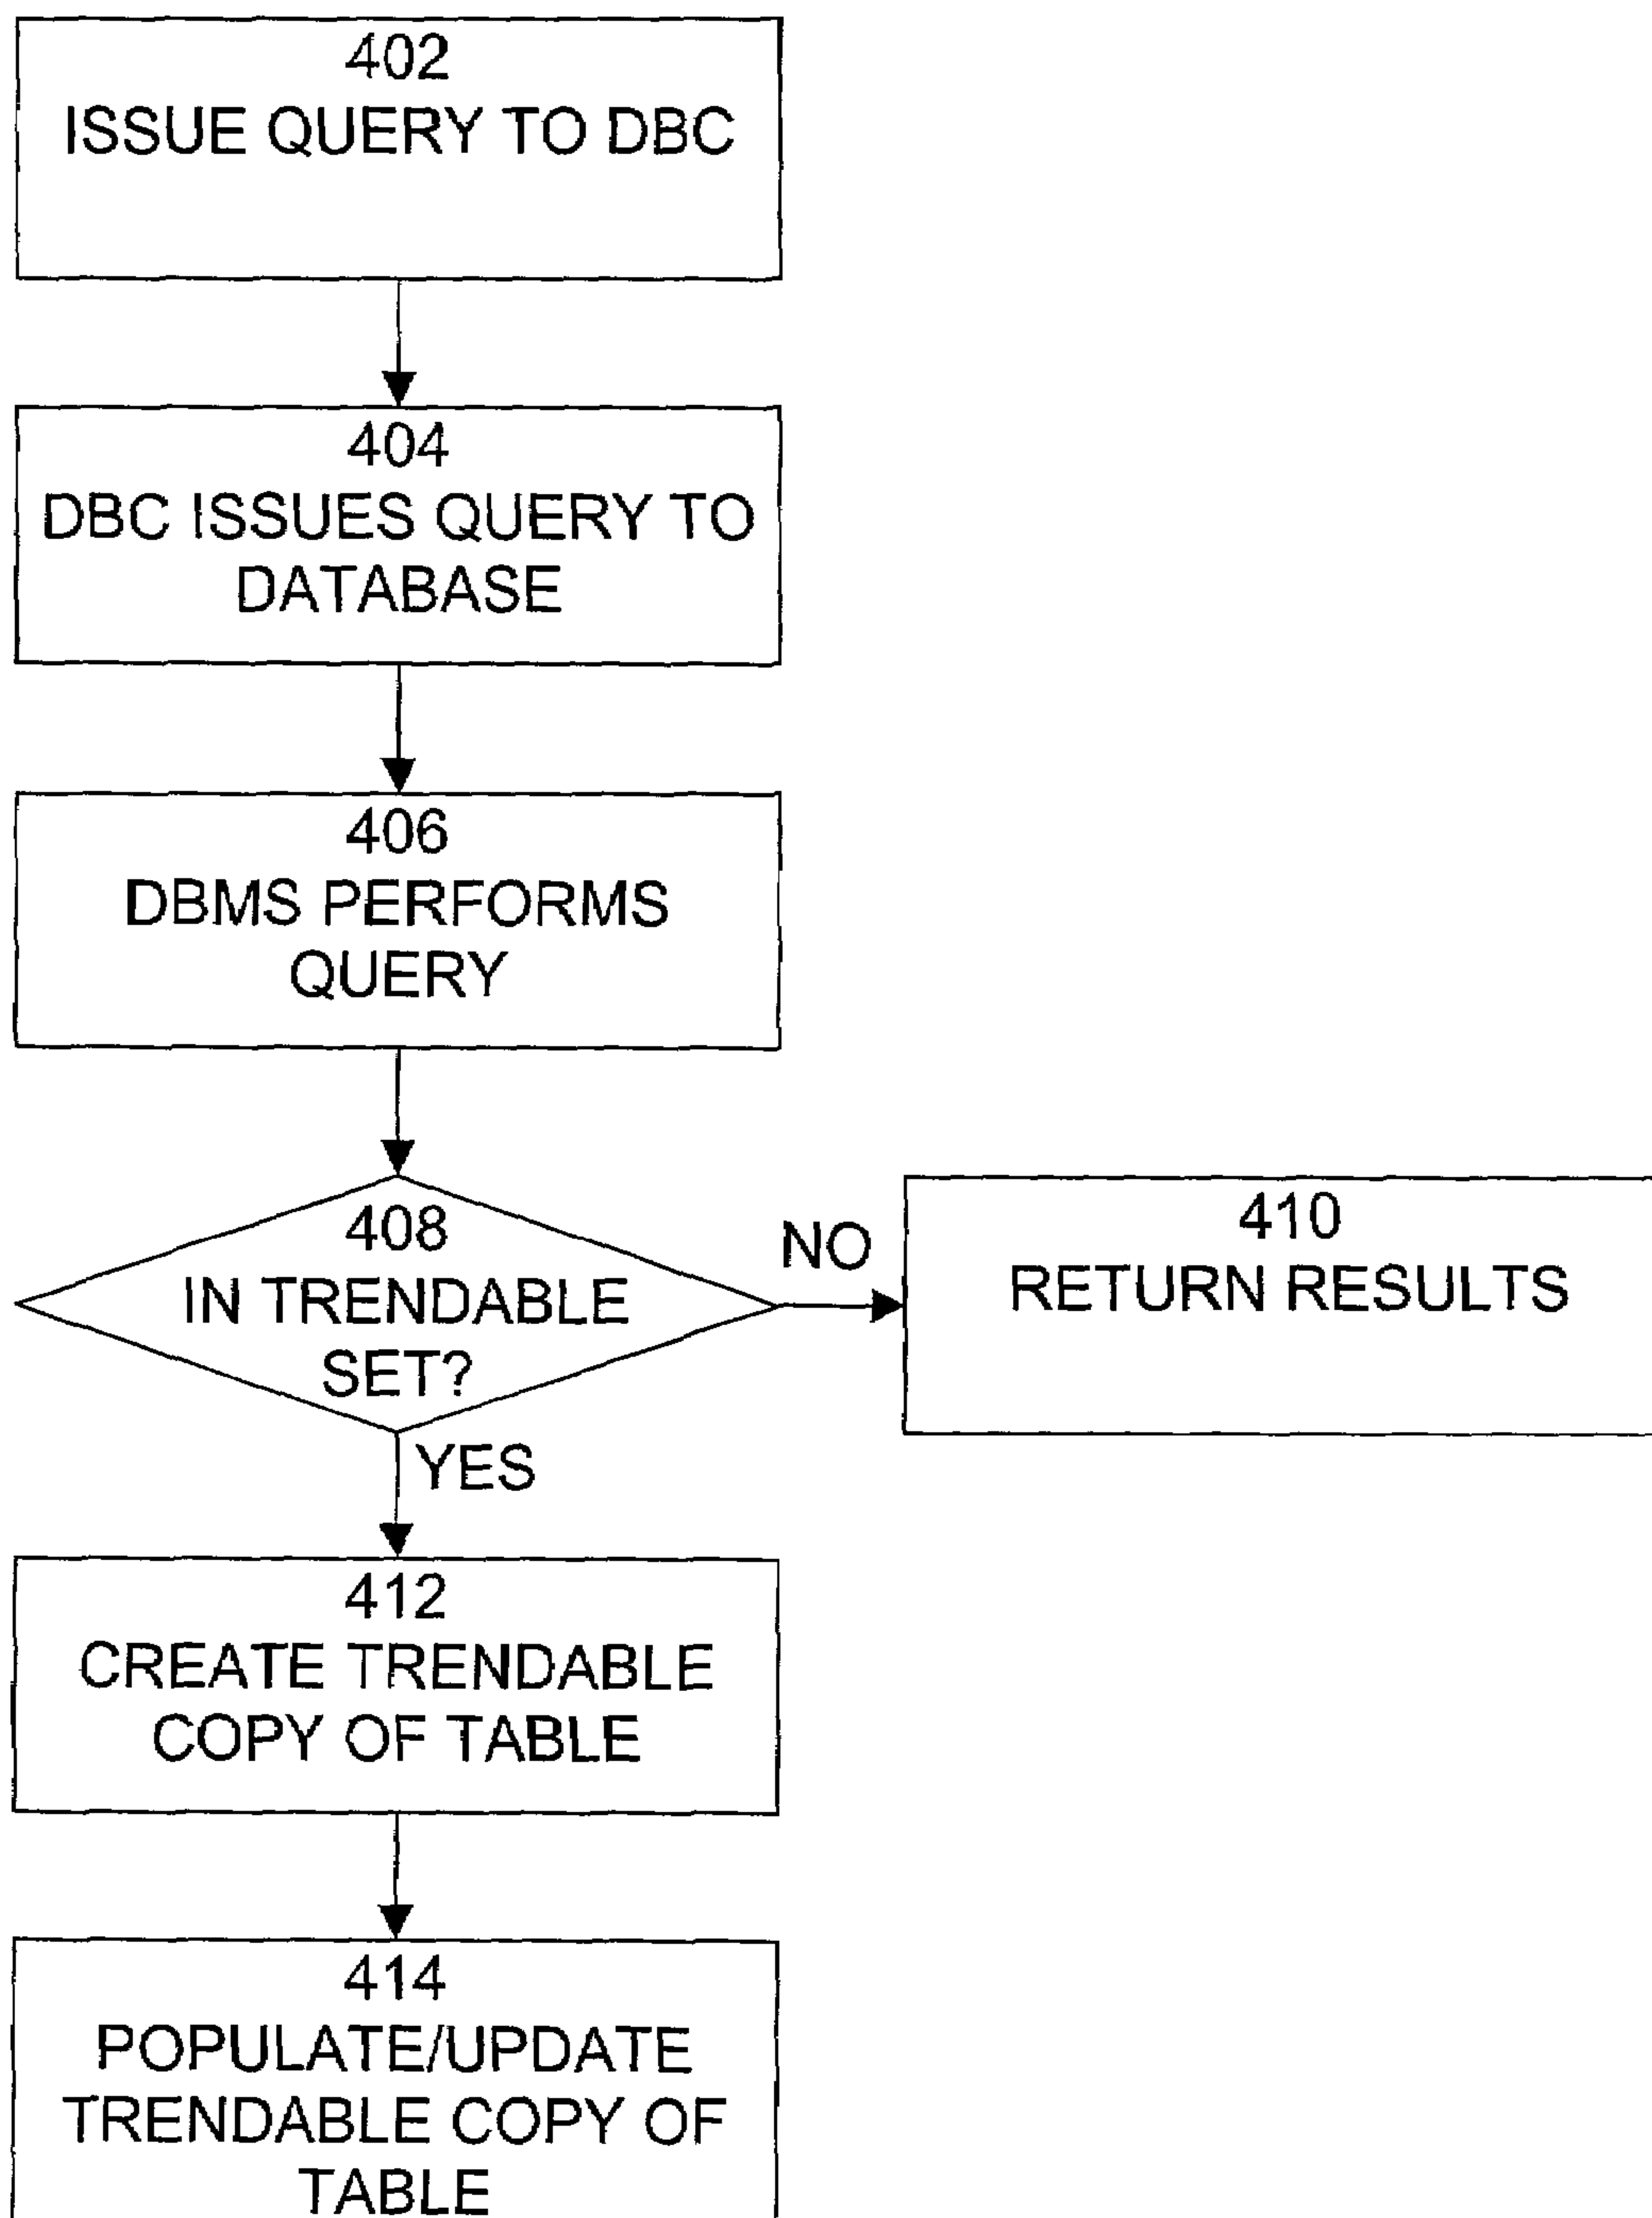 402
ISSUE QUERY TO DBC
404
DBC ISSUES QUERY TO
DATABASE
406
DBMS PERFORMS
QUERY
408
IN TRENDABLE
SET?
NO
410
RETURN RESULTS
YES
412
CREATE TRENDABLE
COPY OF TABLE
414
POPULATE/UPDATE
TRENDABLE COPY OF
TABLE